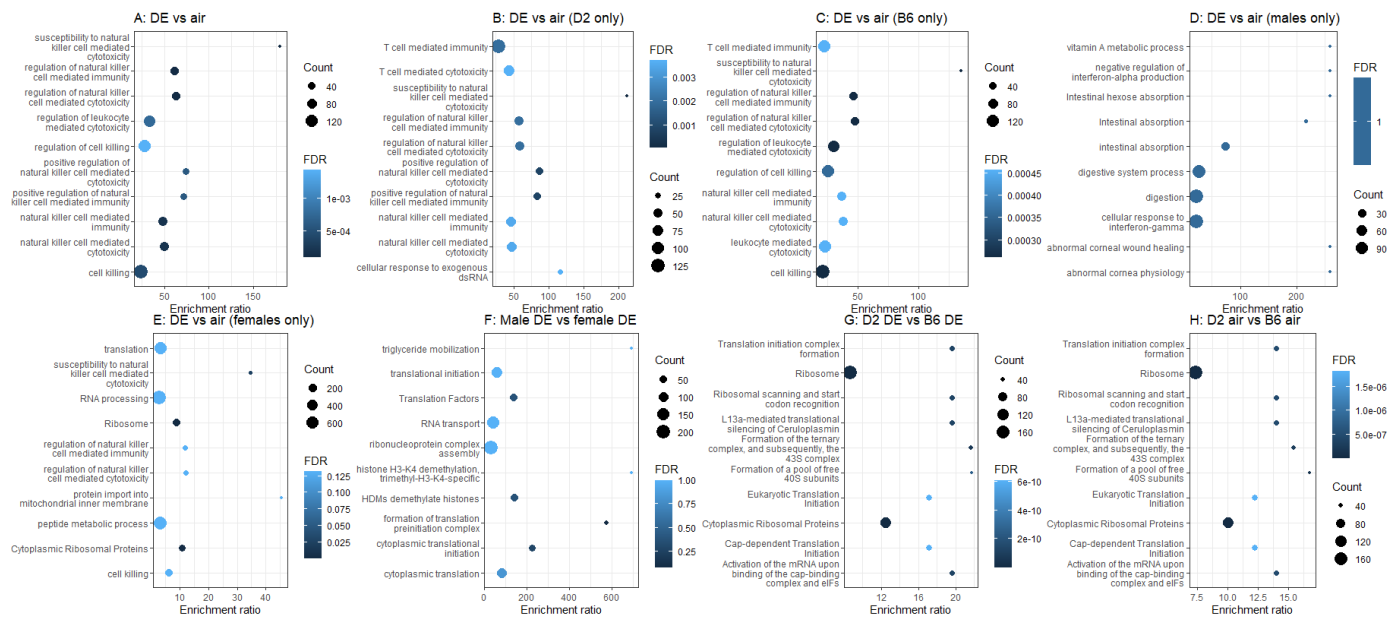 A: DE vs air
susceptibility to natural
killer cell mediated
cytotoxicity
regulation of natural killer
cell mediated immunity
regulation of natural killer
cell mediated cytotoxicity
regulation of leukocyte
mediated cytotoxicity
regulation of cell killing
positive regulation of
natural killer cell mediated
cytotoxicity
positive regulation of natural
killer cell mediated immunity
natural killer cell mediated
immunity
natural killer cell mediated
cytotoxicity
cell killing
50
100
150
Enrichment ratio
Count
40
80
120
FDR
1e-03
5e-04
B: DE vs air (D2 only)
T cell mediated immunity
T cell mediated cytotoxicity
susceptibility to natural
killer cell mediated
cytotoxicity
regulation of natural killer
cell mediated immunity
regulation of natural killer
cell mediated cytotoxicity
positive regulation of
natural killer cell mediated
cytotoxicity
positive regulation of natural
killer cell mediated immunity
natural killer cell mediated
immunity
natural killer cell mediated
cytotoxicity
cellular response to exogenous
dsRNA
50
100
150
200
Enrichment ratio
FDR
0.003
0.002
0.001
Count
25
50
75
100
125
C: DE vs air (B6 only)
T cell mediated immunity
susceptibility to natural
killer cell mediated
cytotoxicity
regulation of natural killer
cell mediated immunity
regulation of natural killer
cell mediated cytotoxicity
regulation of leukocyte
mediated cytotoxicity
regulation of cell killing
natural killer cell mediated
immunity
natural killer cell mediated
cytotoxicity
leukocyte mediated
cytotoxicity
cell killing
50
100
Enrichment ratio
Count
40
80
120
FDR
0.00045
0.00040
0.00035
0.00030
D: DE vs air (males only)
vitamin A metabolic process
negative regulation of
interferon-alpha production
Intestinal hexose absorption
Intestinal absorption
intestinal absorption
digestive system process
digestion
cellular response to
interferon-gamma
abnormal corneal wound healing
abnormal cornea physiology
100
200
Enrichment ratio
FDR
1
Count
30
60
90
E: DE vs air (females only)
translation
susceptibility to natural
killer cell mediated
cytotoxicity
RNA processing
Ribosome
regulation of natural killer
cell mediated immunity
regulation of natural killer
cell mediated cytotoxicity
protein import into
mitochondrial inner membrane
peptide metabolic process
Cytoplasmic Ribosomal Proteins
cell killing
10
20
30
40
Enrichment ratio
Count
200
400
600
FDR
0.125
0.100
0.075
0.050
0.025
F: Male DE vs female DE
triglyceride mobilization
translational initiation
Translation Factors
RNA transport
ribonucleoprotein complex
assembly
histone H3-K4 demethylation,
trimethyl-H3-K4-specific
HDMs demethylate histones
formation of translation
preinitiation complex
cytoplasmic translational
initiation
cytoplasmic translation
0
200
400
600
Enrichment ratio
Count
50
100
150
200
FDR
1.00
0.75
0.50
0.25
G: D2 DE vs B6 DE
Translation initiation complex
formation
Ribosome
Ribosomal scanning and start
codon recognition
L13a-mediated translational
silencing of Ceruloplasmin
Formation of the ternary
complex, and subsequently, the
43S complex
Formation of a pool of free
40S subunits
Eukaryotic Translation
Initiation
Cytoplasmic Ribosomal Proteins
Cap-dependent Translation
Initiation
Activation of the mRNA upon
binding of the cap-binding
complex and eIFs
12
16
20
Enrichment ratio
Count
40
80
120
160
FDR
6e-10
4e-10
2e-10
H: D2 air vs B6 air
Translation initiation complex
formation
Ribosome
Ribosomal scanning and start
codon recognition
L13a-mediated translational
silencing of Ceruloplasmin
Formation of the ternary
complex, and subsequently, the
43S complex
Formation of a pool of free
40S subunits
Eukaryotic Translation
Initiation
Cytoplasmic Ribosomal Proteins
Cap-dependent Translation
Initiation
Activation of the mRNA upon
binding of the cap-binding
complex and eIFs
7.5
10.0
12.5
15.0
Enrichment ratio
FDR
1.5e-06
1.0e-06
5.0e-07
Count
40
80
120
160